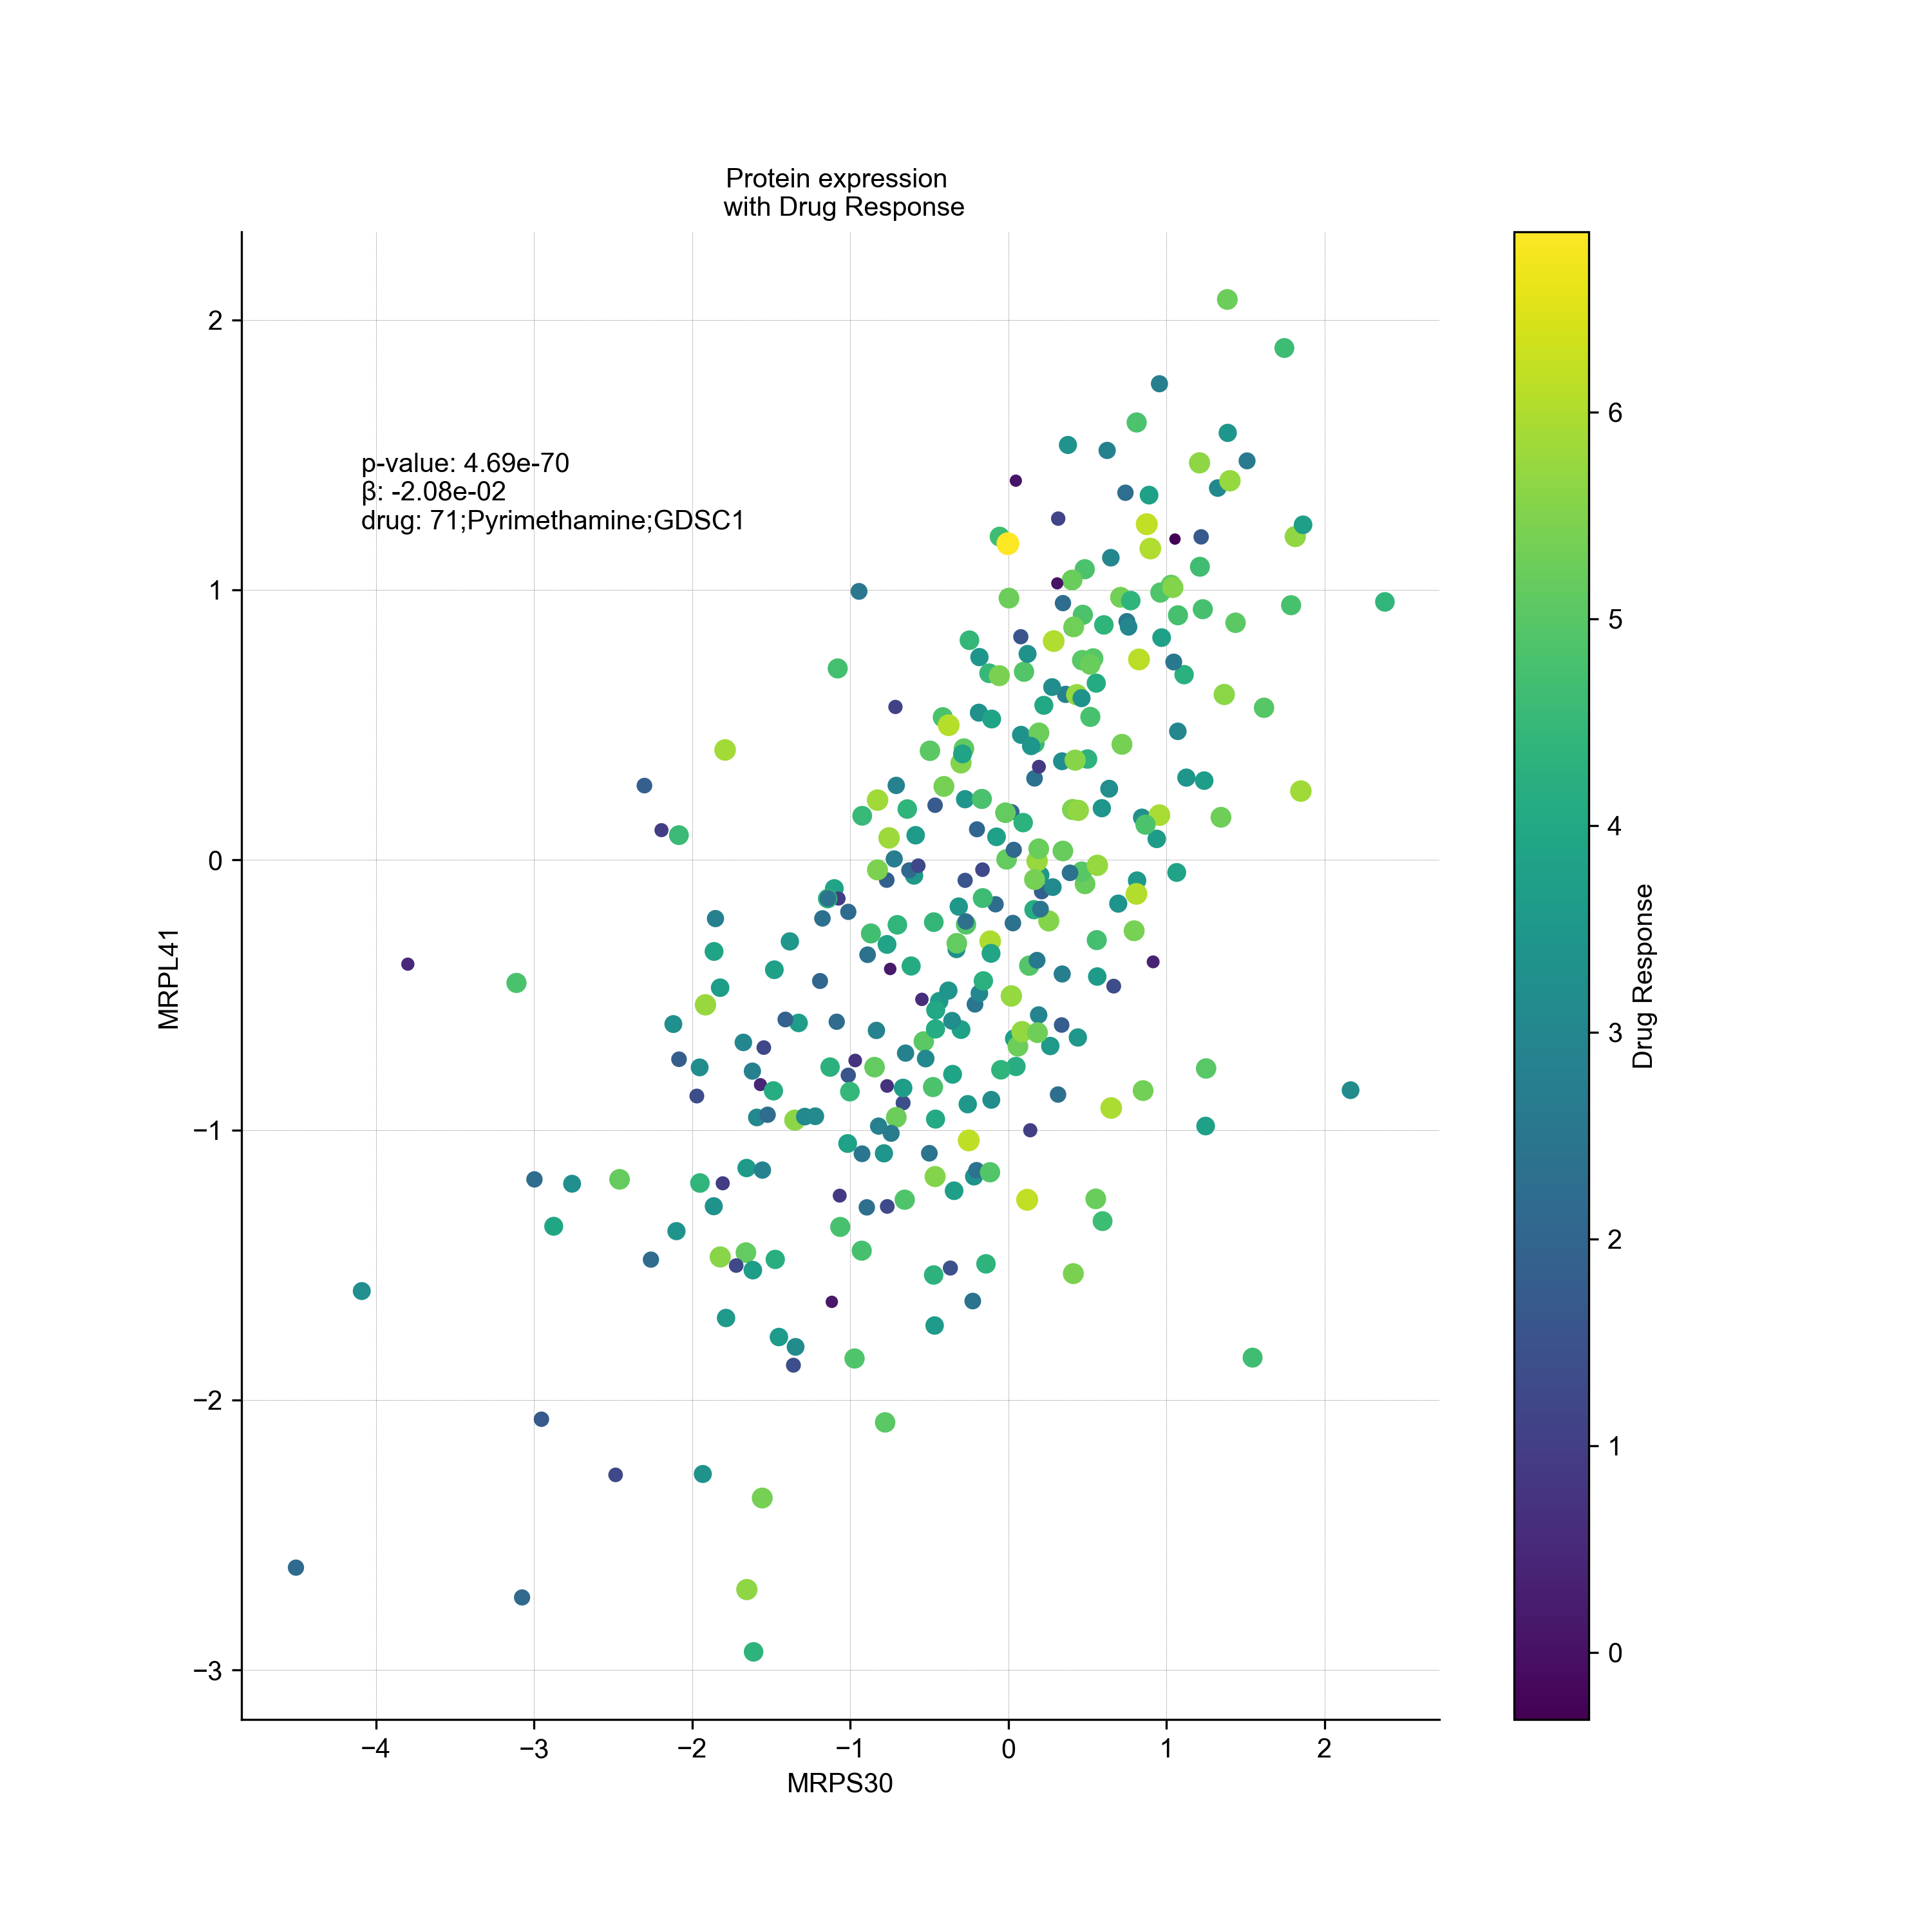 Protein expression
with Drug Response
p-value: 4.69e-70
β: -2.08e-02
drug: 71;Pyrimethamine;GDSC1
MRPL41
2
1
0
−1
−2
−3
−4
−3
−2
−1
0
1
2
MRPS30
6
5
4
3
2
1
0
Drug Response